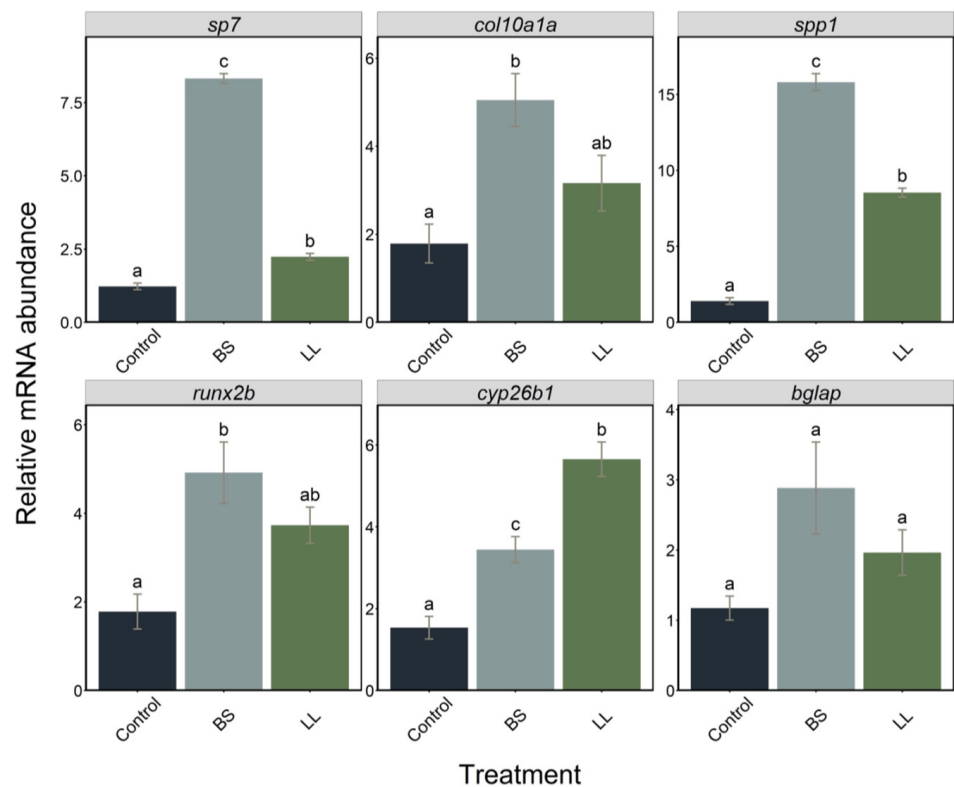 sp7
col10a1a
spp1
c
7.5
5.0
2.5
0.0
a
b
6
4
2
0
a
b
ab
15
10
5
0
a
c
b
Control
BS
LL
Control
BS
LL
Control
BS
LL
runx2b
cyp26b1
bglap
6
4
2
0
a
b
ab
6
4
2
0
a
c
b
4
3
2
1
0
a
a
a
Control
BS
LL
Control
BS
LL
Control
BS
LL
Relative mRNA abundance
Treatment